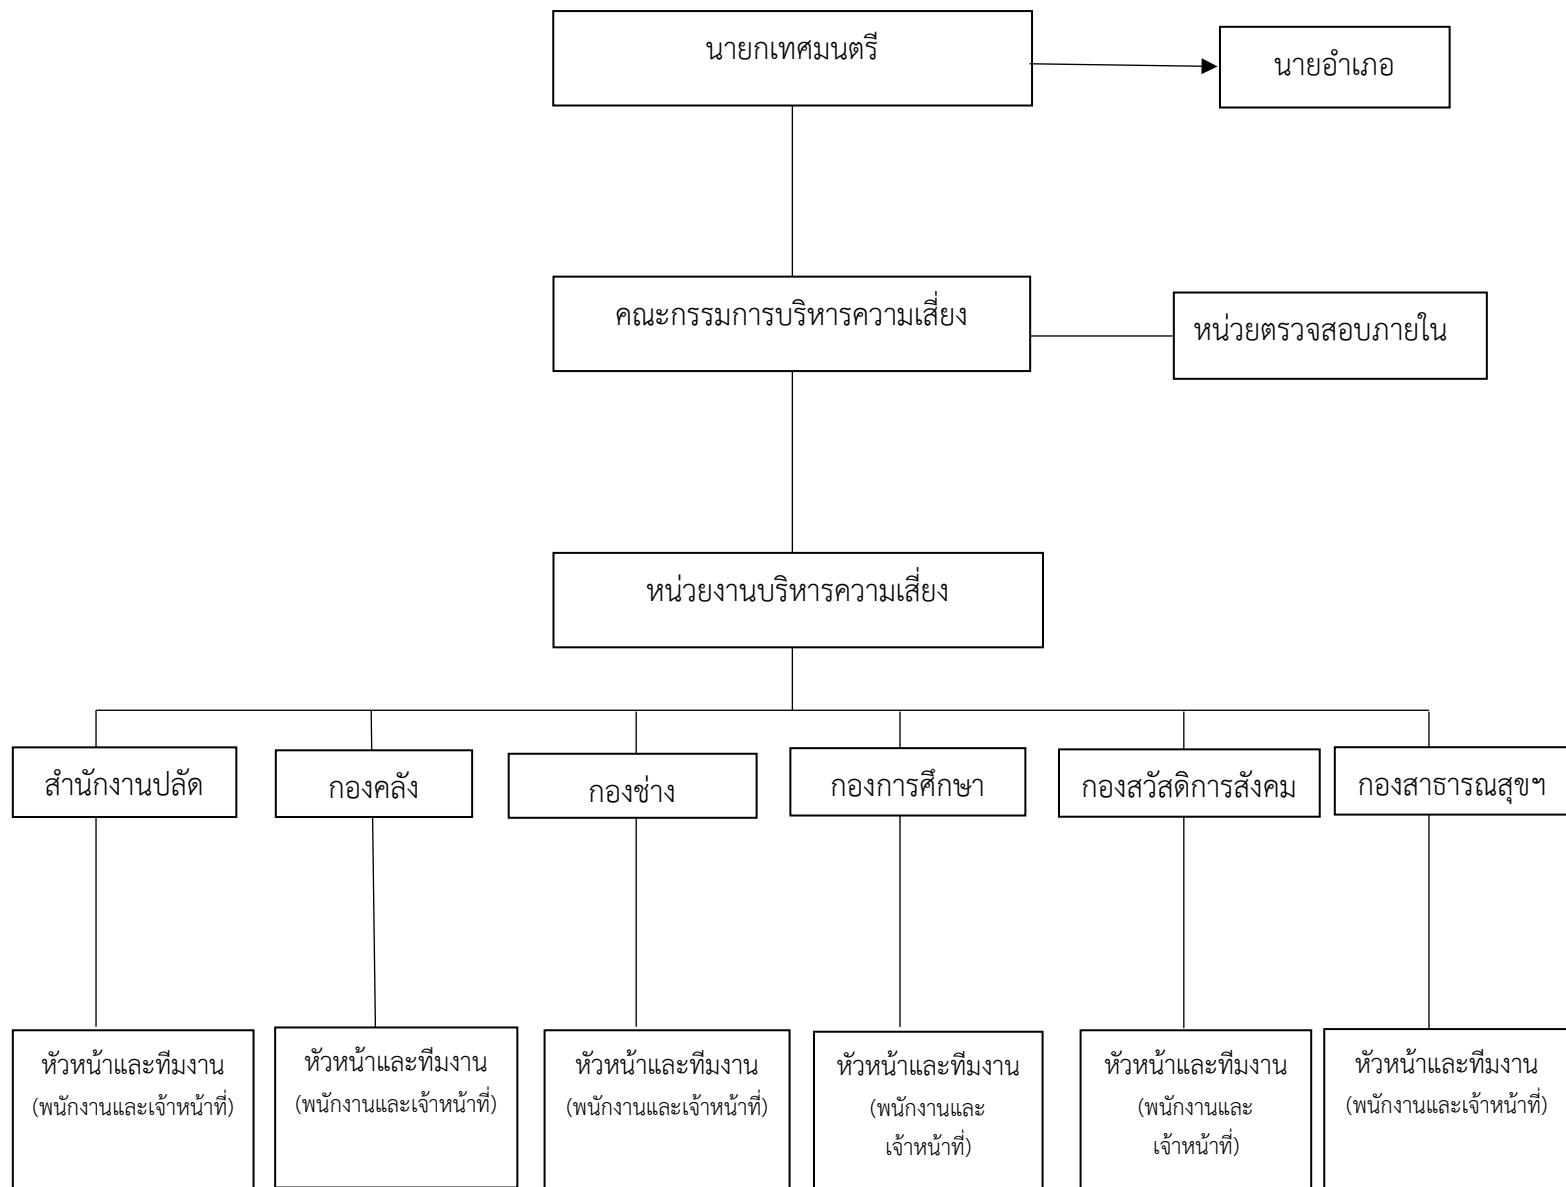 นายกเทศมนตรี
นายอำเภอ
คณะกรรมการบริหารความเสี่ยง
หน่วยตรวจสอบภายใน
หน่วยงานบริหารความเสี่ยง
สำนักงานปลัด
กองคลัง
กองช่าง
กองการศึกษา
กองสวัสดิการสังคม
กองสาธารณสุขฯ
หัวหน้าและทีมงาน
(พนักงานและเจ้าหน้าที่)
หัวหน้าและทีมงาน
(พนักงานและเจ้าหน้าที่)
หัวหน้าและทีมงาน
(พนักงานและเจ้าหน้าที่)
หัวหน้าและทีมงาน
(พนักงานและ
เจ้าหน้าที่)
หัวหน้าและทีมงาน
(พนักงานและ
เจ้าหน้าที่)
หัวหน้าและทีมงาน
(พนักงานและเจ้าหน้าที่)